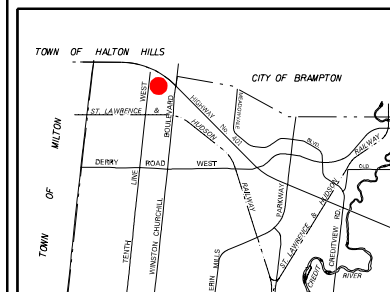 TOWN OF HALTON HILLS
CITY OF BRAMPTON
WEST
ST. LAWRENCE &
BOULEVARD
HIGHWAY No 401
HUDSON
BLVD.
RAILWAY
TOWN OF MILTON
DERRY ROAD WEST
OLD
TENTH LINE
WINSTON CHURCHILL
RAILWAY
PARKWAY
ERIN MILLS
ST. LAWRENCE & HUDSON
CREDITVIEW RD.
CREDIT RIVER